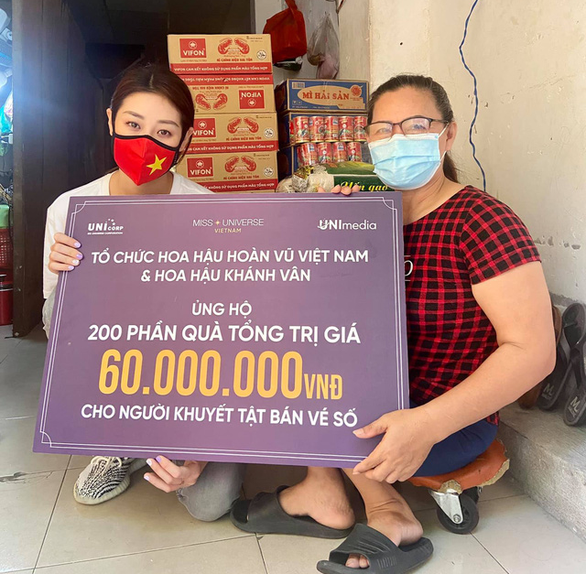 VIFON
VIFON
VIFON
VIFON
MÌ HẢI SẢN
UNI CORP
MISS UNIVERSE
VIETNAM
UNImedia
TỔ CHỨC HOA HẬU HOÀN VŨ VIỆT NAM
& HOA HẬU KHÁNH VÂN
ỦNG HỘ
200 PHẦN QUÀ TỔNG TRỊ GIÁ
60.000.000VNĐ
CHO NGƯỜI KHUYẾT TẬT BÁN VÉ SỐ